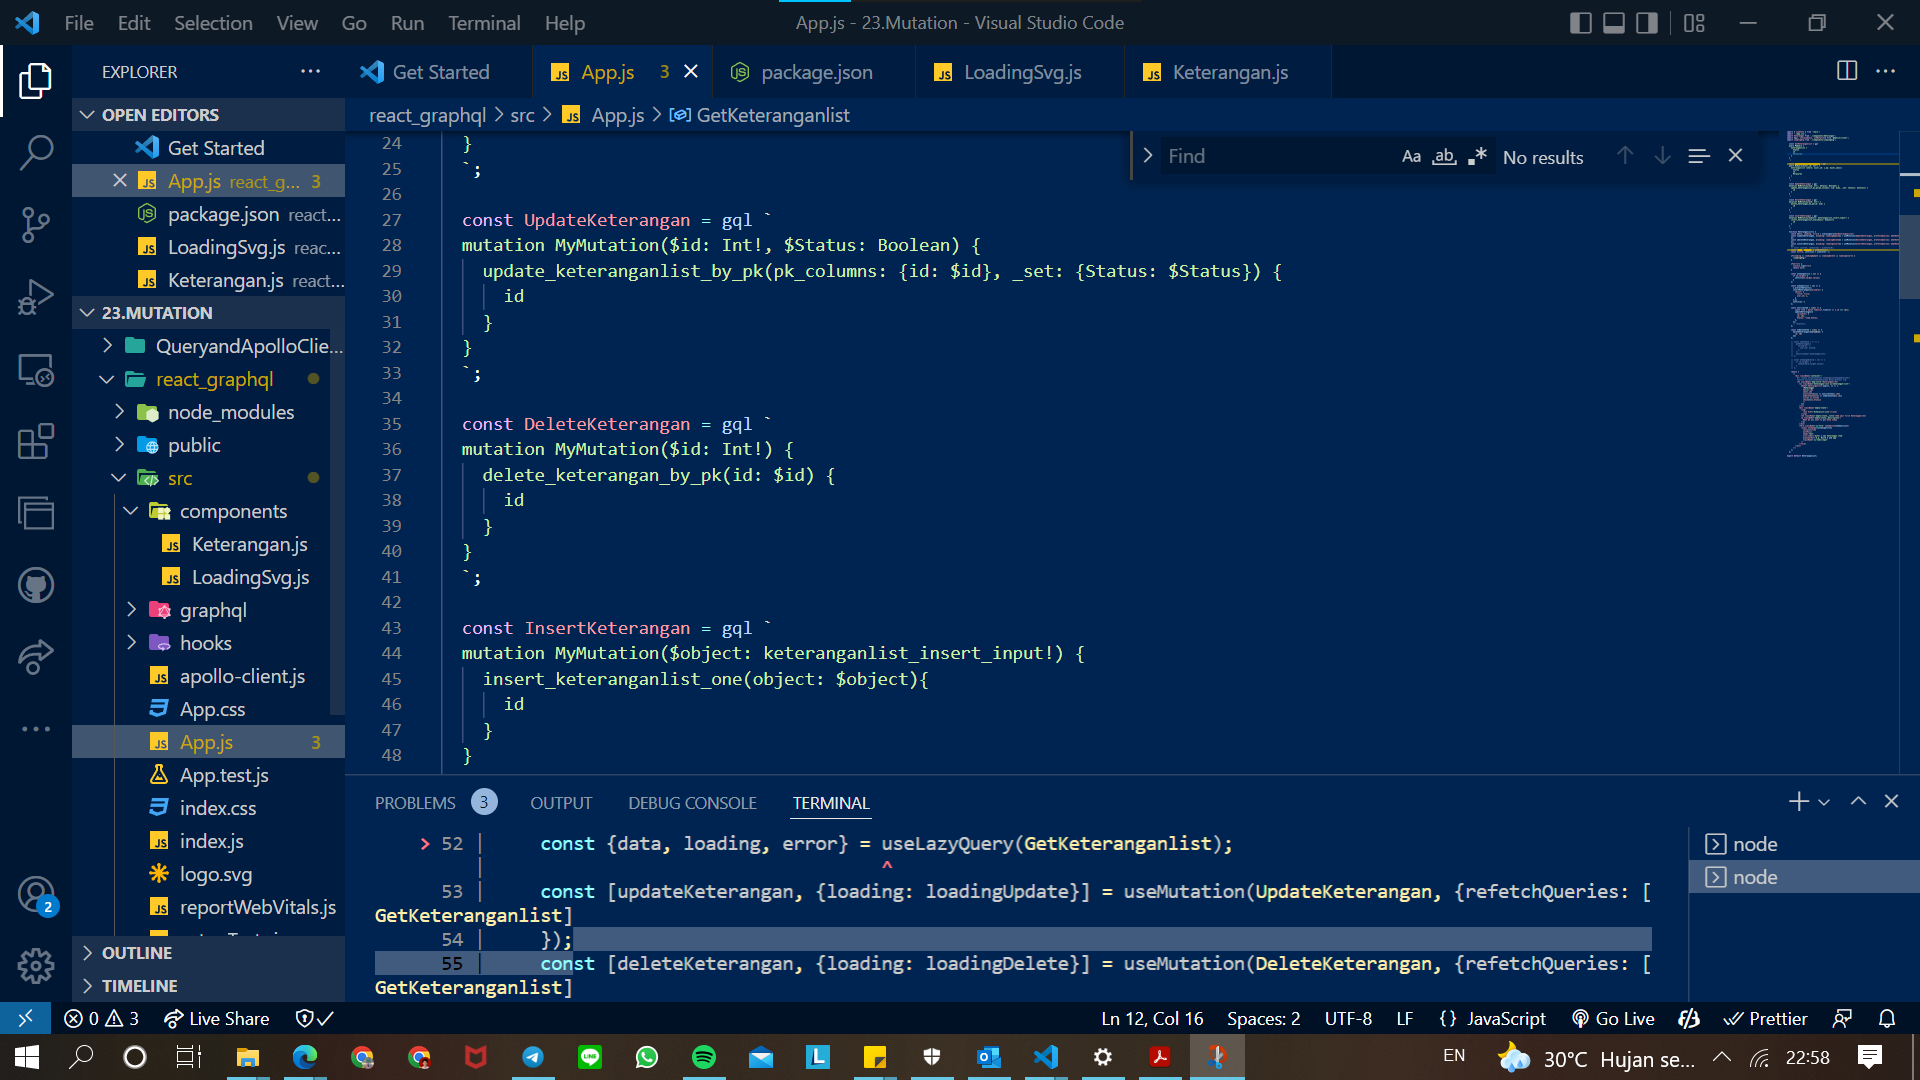 File Edit Selection View Go Run Terminal Help
App.js - 23.Mutation - Visual Studio Code
EXPLORER
Get Started
App.js 3
package.json
LoadingSvg.js
Keterangan.js
OPEN EDITORS
Get Started
App.js react_g... 3
package.json react...
LoadingSvg.js reac...
Keterangan.js react...
23.MUTATION
QueryandApolloClie...
react_graphql
node_modules
public
src
components
Keterangan.js
LoadingSvg.js
graphql
hooks
apollo-client.js
App.css
App.js 3
App.test.js
index.css
index.js
logo.svg
reportWebVitals.js
OUTLINE
TIMELINE
react_graphql > src > App.js > GetKeteranganlist
Find Aa ab No results
24 }
25 `;
26
27 const UpdateKeterangan = gql `
28 mutation MyMutation($id: Int!, $Status: Boolean) {
29 update_keteranganlist_by_pk(pk_columns: {id: $id}, _set: {Status: $Status}) {
30 id
31 }
32 }
33 `;
34
35 const DeleteKeterangan = gql `
36 mutation MyMutation($id: Int!) {
37 delete_keterangan_by_pk(id: $id) {
38 id
39 }
40 }
41 `;
42
43 const InsertKeterangan = gql `
44 mutation MyMutation($object: keteranganlist_insert_input!) {
45 insert_keteranganlist_one(object: $object){
46 id
47 }
48 }
PROBLEMS 3 OUTPUT DEBUG CONSOLE TERMINAL
> 52 | const {data, loading, error} = useLazyQuery(GetKeteranganlist);
| ^
53 | const [updateKeterangan, {loading: loadingUpdate}] = useMutation(UpdateKeterangan, {refetchQueries: [
GetKeteranganlist]
54 | });
55 | const [deleteKeterangan, {loading: loadingDelete}] = useMutation(DeleteKeterangan, {refetchQueries: [
GetKeteranganlist]
node
node
2
0 3 Live Share
Ln 12, Col 16 Spaces: 2 UTF-8 LF {} JavaScript Go Live Prettier
EN 30°C Hujan se... 22:58